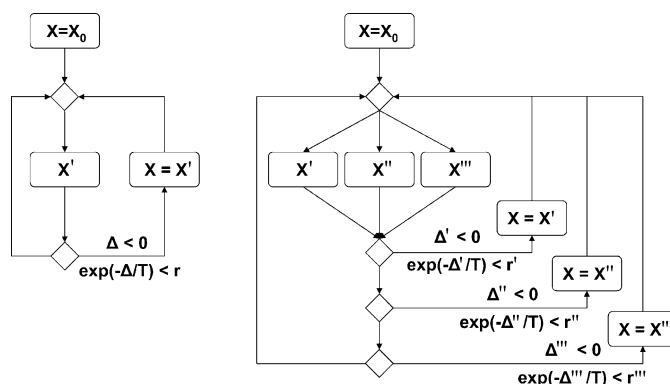 X=X₀
X'
X = X'
Δ < 0
exp(-Δ/T) < r
X=X₀
X'
X''
X'''
X = X'
Δ' < 0
exp(-Δ'/T) < r'
X = X''
Δ'' < 0
exp(-Δ''/T) < r''
X = X''
Δ''' < 0
exp(-Δ'''/T) < r'''